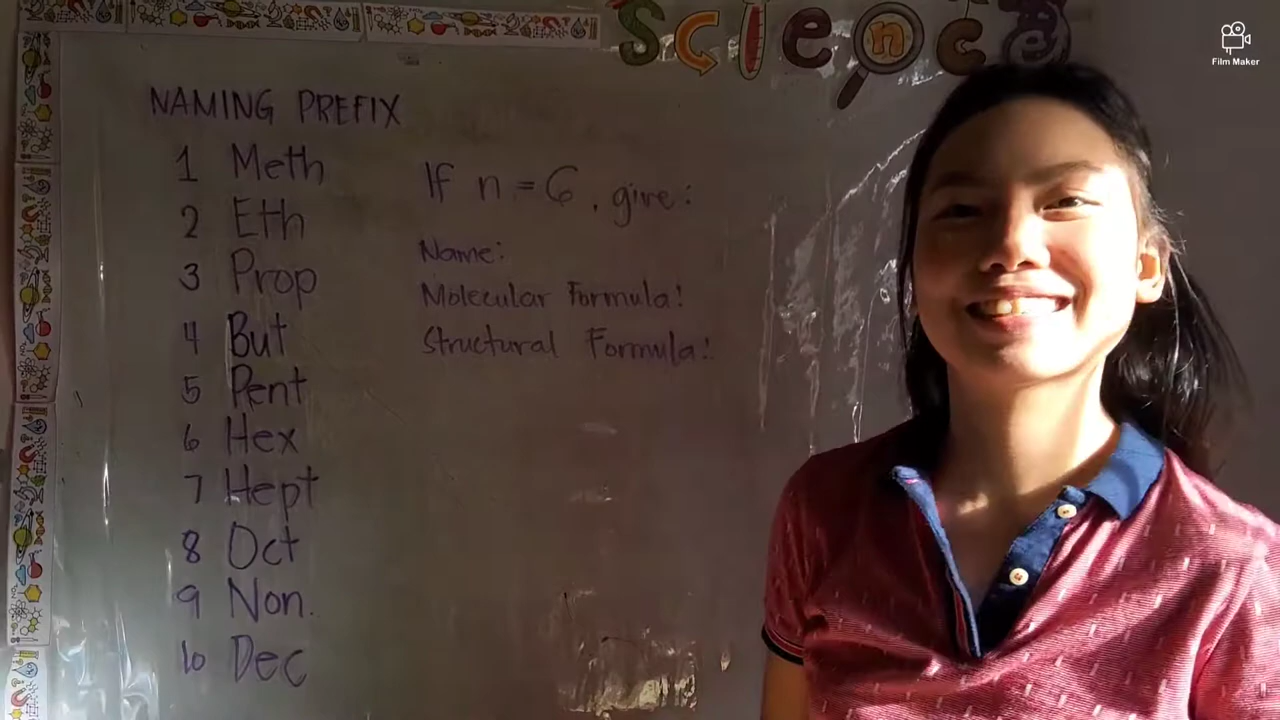 Science
Film Maker
NAMING PREFIX
1 Meth
2 Eth
3 Prop
4 But
5 Pent
6 Hex
7 Hept
8 Oct
9 Non.
10 Dec
If n = 6, give:
Name:
Molecular Formula:
Structural Formula: